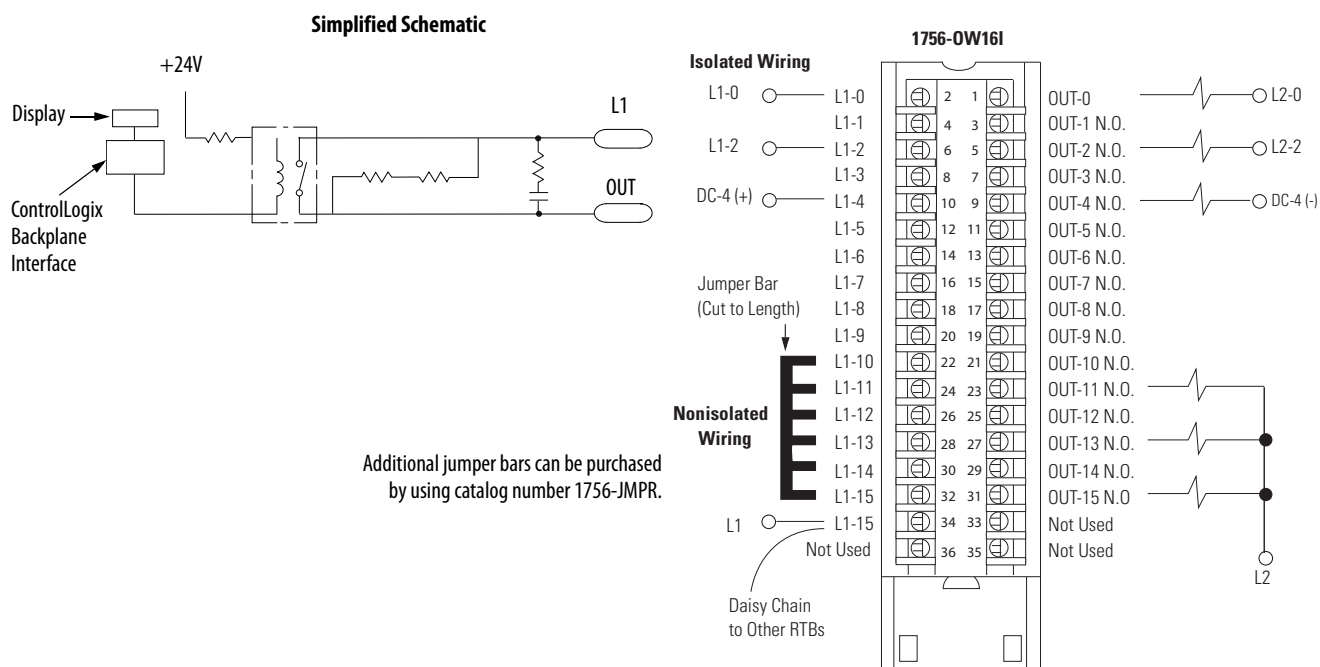 Simplified Schematic
+24V
Display
L1
OUT
ControlLogix
Backplane
Interface
Additional jumper bars can be purchased
by using catalog number 1756-JMPR.
1756-OW16I
Isolated Wiring
L1-0 L1-0 2 1 OUT-0 L2-0
L1-1 4 3 OUT-1 N.O.
L1-2 L1-2 6 5 OUT-2 N.O. L2-2
L1-3 8 7 OUT-3 N.O.
DC-4 (+) L1-4 10 9 OUT-4 N.O. DC-4 (-)
L1-5 12 11 OUT-5 N.O.
L1-6 14 13 OUT-6 N.O.
L1-7 16 15 OUT-7 N.O.
Jumper Bar
(Cut to Length)
L1-8 18 17 OUT-8 N.O.
L1-9 20 19 OUT-9 N.O.
L1-10 22 21 OUT-10 N.O.
L1-11 24 23 OUT-11 N.O.
Nonisolated
Wiring
L1-12 26 25 OUT-12 N.O.
L1-13 28 27 OUT-13 N.O.
L1-14 30 29 OUT-14 N.O.
L1-15 32 31 OUT-15 N.O
L1 L1-15 34 33 Not Used
Not Used 36 35 Not Used
L2
Daisy Chain
to Other RTBs